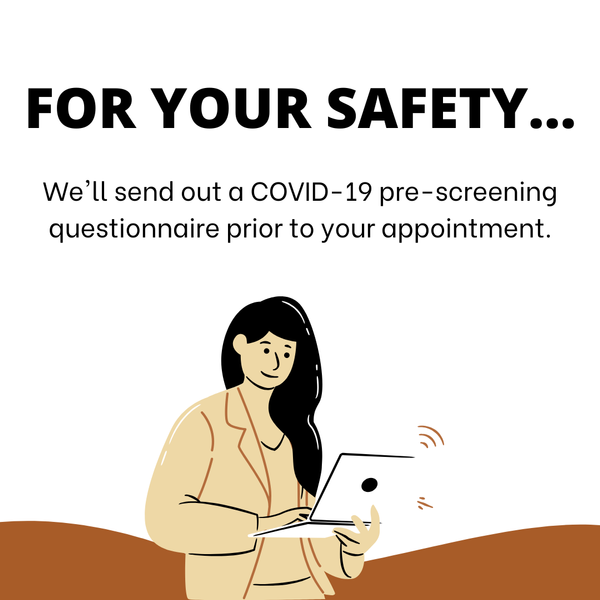 FOR YOUR SAFETY...
We'll send out a COVID-19 pre-screening
questionnaire prior to your appointment.